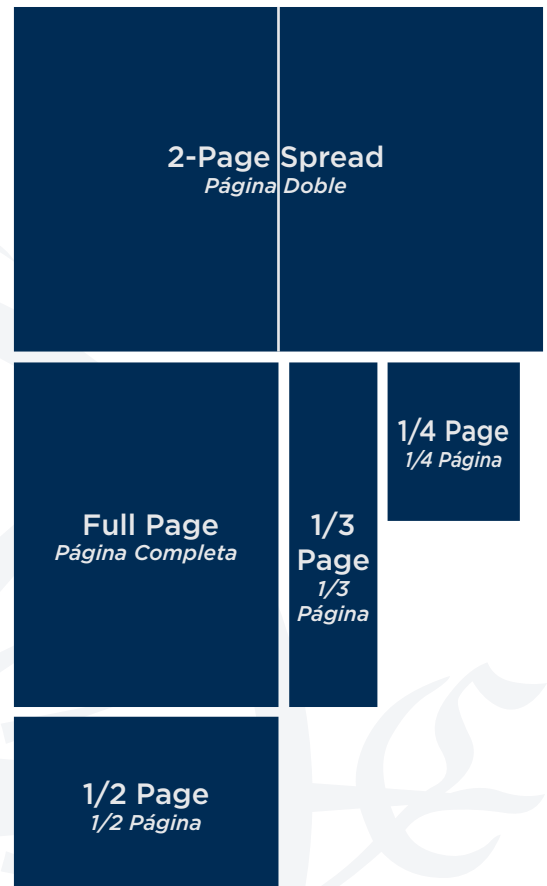 2-Page Spread
Página Doble
Full Page
Página Completa
1/3
Page
1/3
Página
1/4 Page
1/4 Página
1/2 Page
1/2 Página